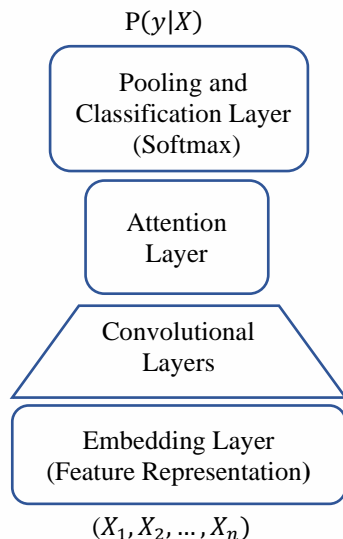 P(y|X)
Pooling and
Classification Layer
(Softmax)
Attention
Layer
Convolutional
Layers
Embedding Layer
(Feature Representation)
(X₁, X₂, … , Xₙ)